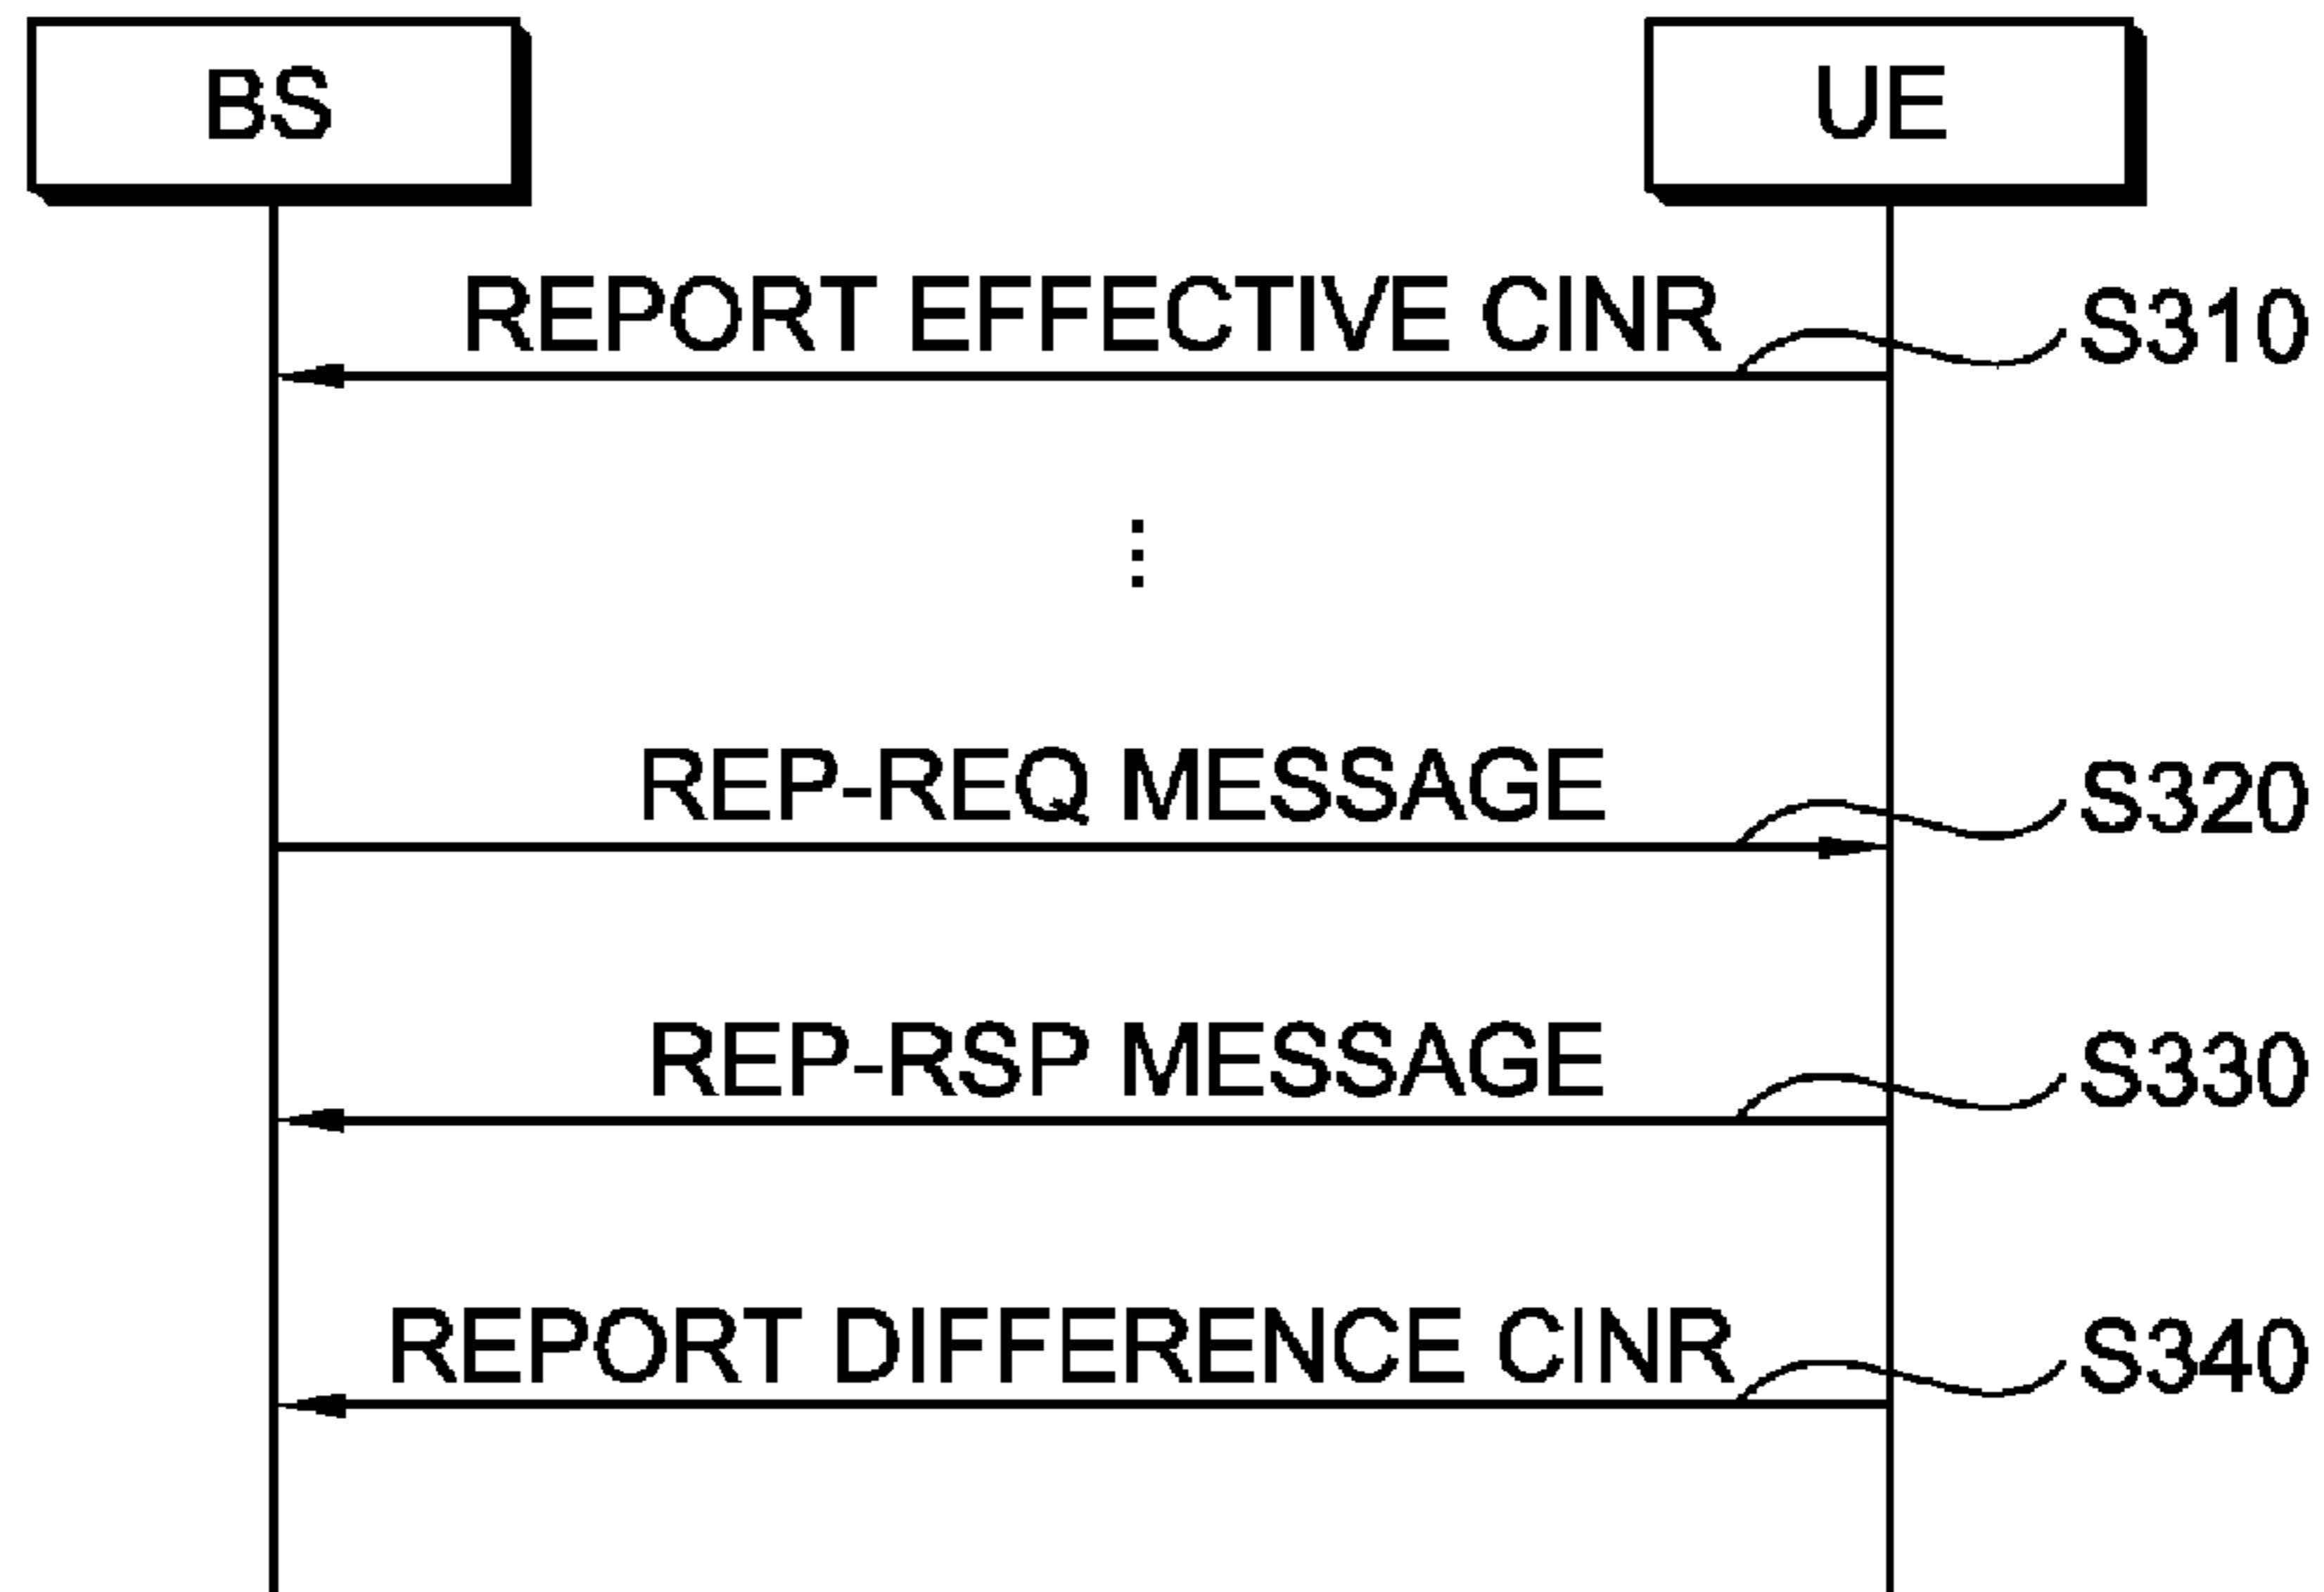 BS
UE
REPORT EFFECTIVE CINR
S310
REP-REQ MESSAGE
S320
REP-RSP MESSAGE
S330
REPORT DIFFERENCE CINR
S340